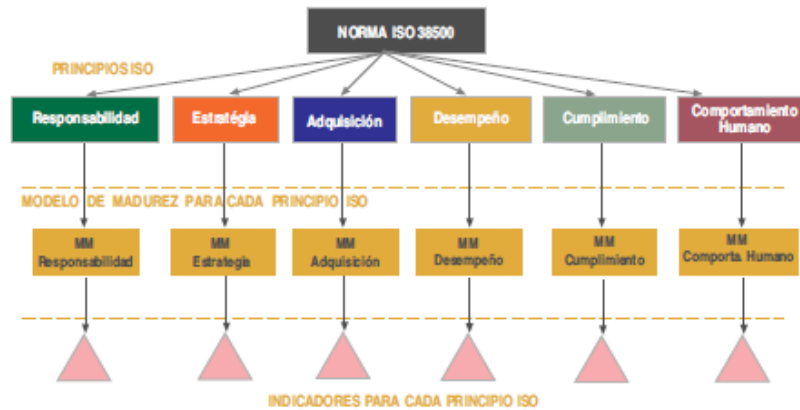 NORMA ISO 38500
PRINCIPIOS ISO
Responsabilidad
Estratégia
Adquisición
Desempeño
Cumplimiento
Comportamiento
Humano
MODELO DE MADUREZ PARA CADA PRINCIPIO ISO
MM
Responsabilidad
MM
Estrategia
MM
Adquisición
MM
Desempeño
MM
Cumplimiento
MM
Comporta. Humano
INDICADORES PARA CADA PRINCIPIO ISO